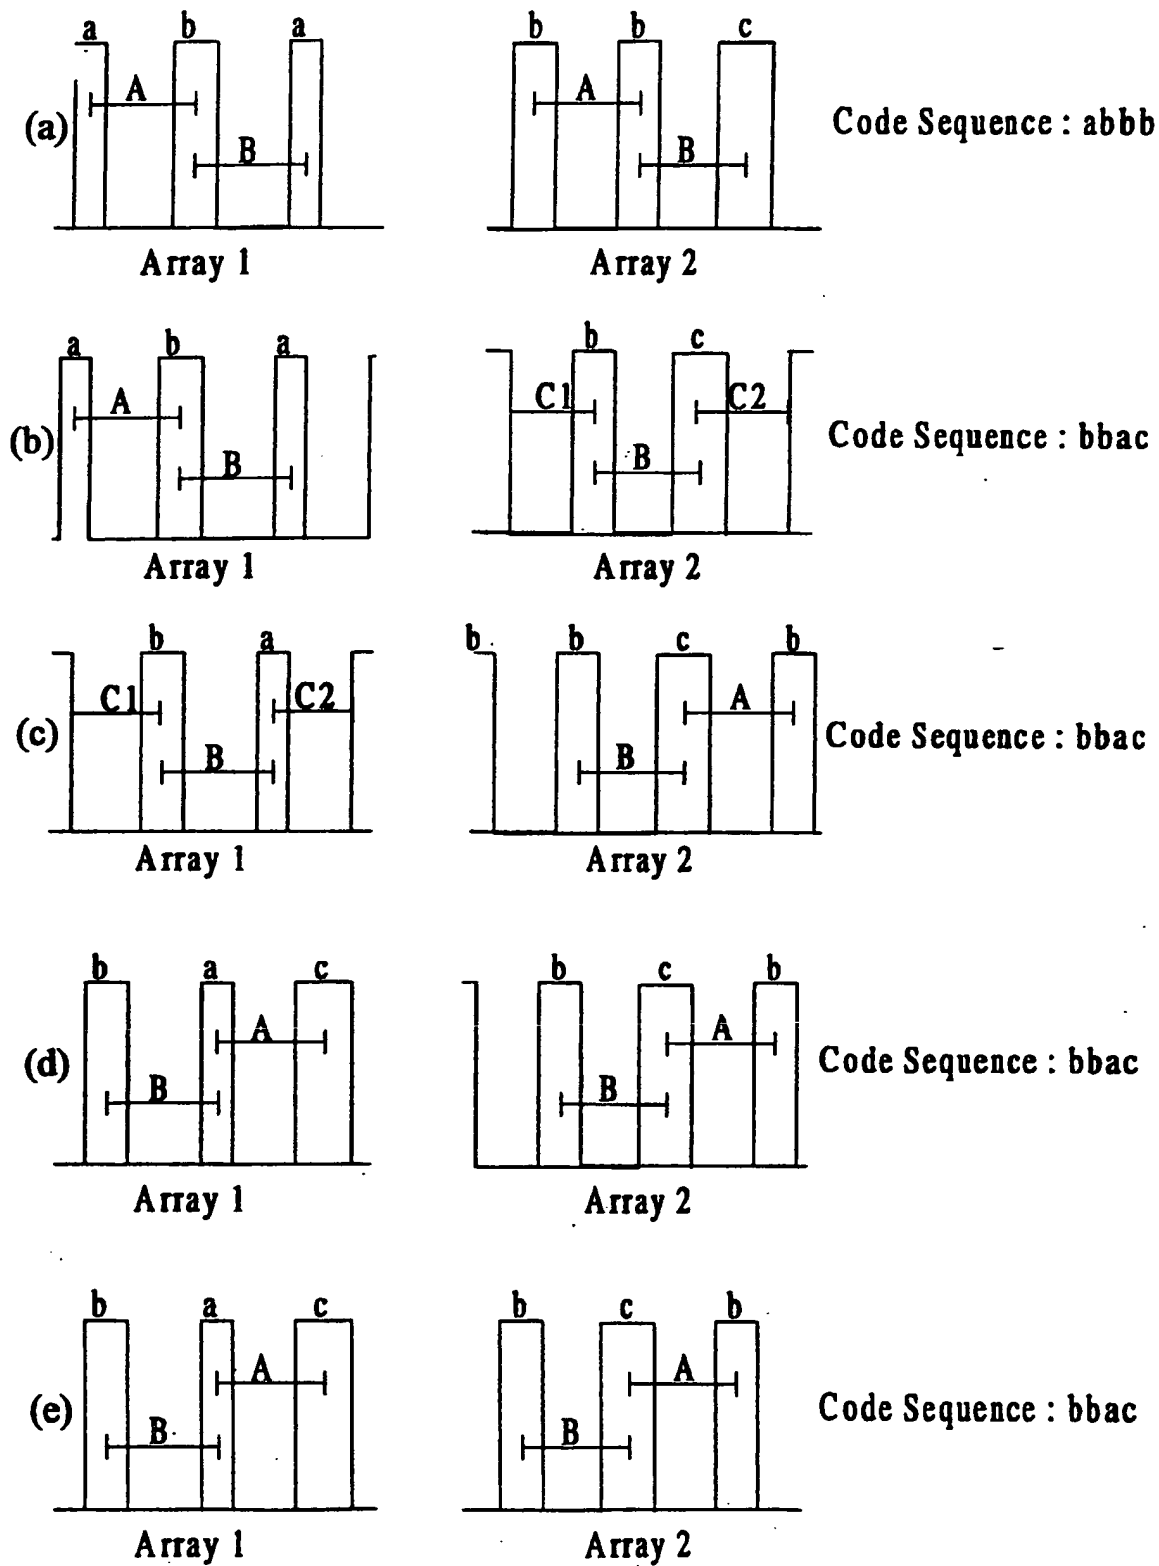 a b a b b c
A A
(a) B B Code Sequence : abbb
Array 1 Array 2
a b a b c
A C1 C2
(b) B B Code Sequence : bbac
Array 1 Array 2
b a b b c b
C1 C2 A
(c) B B Code Sequence : bbac
Array 1 Array 2
b a c b c b
A A
(d) B B Code Sequence : bbac
Array 1 Array 2
b a c b c b
A A
(e) B B Code Sequence : bbac
Array 1 Array 2